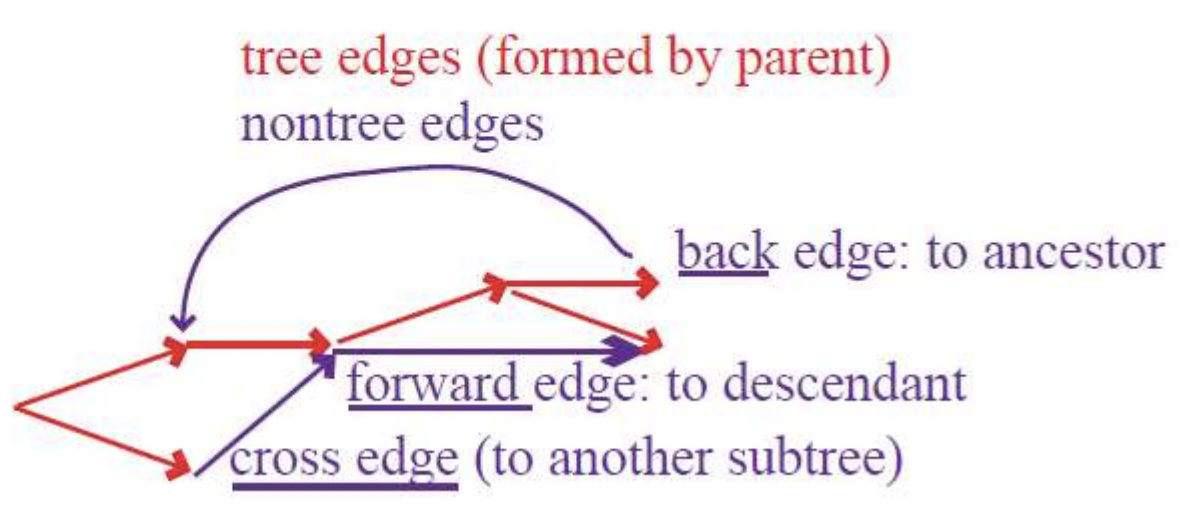 tree edges (formed by parent)
nontree edges
back edge: to ancestor
forward edge: to descendant
cross edge (to another subtree)